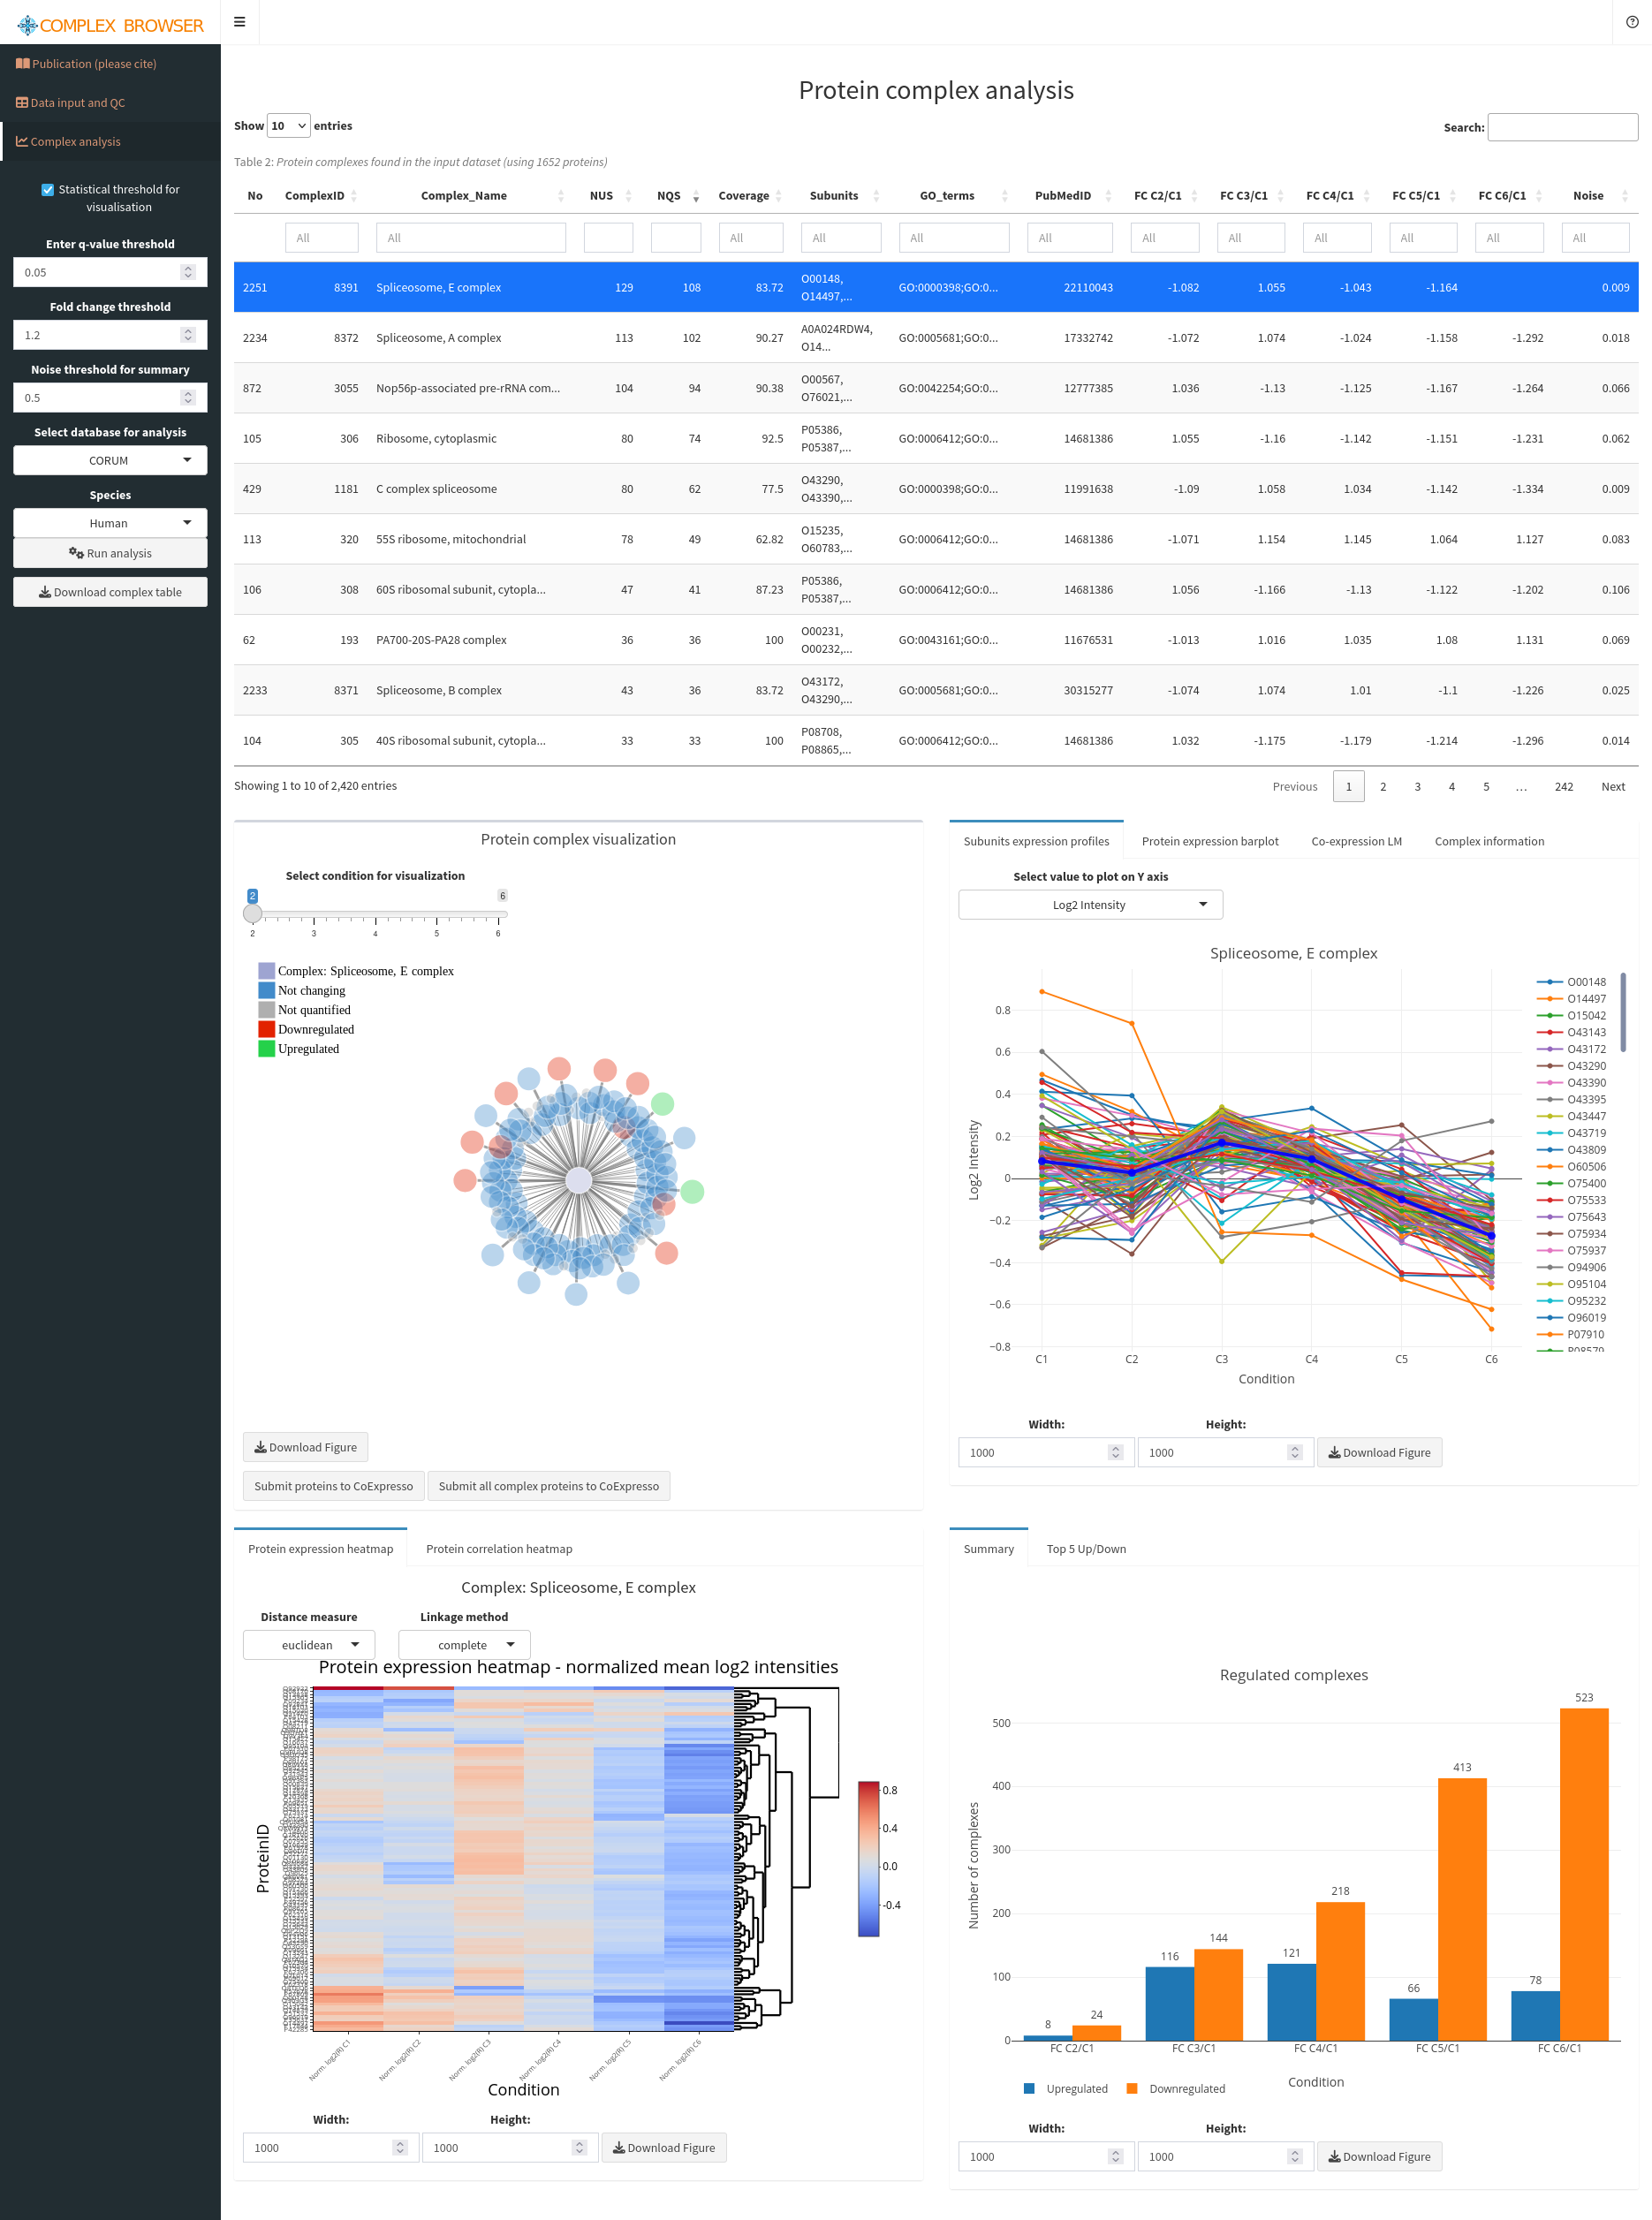 COMPLEX BROWSER
Publication (please cite)
Data input and QC
Complex analysis
Statistical threshold for
visualisation
Enter q-value threshold
0.05
Fold change threshold
1.2
Noise threshold for summary
0.5
Select database for analysis
CORUM
Species
Human
Run analysis
Download complex table
Protein complex analysis
Show 10 entries
Search:
Table 2: Protein complexes found in the input dataset (using 1652 proteins)
No ComplexID Complex_Name NUS NQS Coverage Subunits GO_terms PubMedID FC C2/C1 FC C3/C1 FC C4/C1 FC C5/C1 FC C6/C1 Noise
All All All All All All All All All All All All
2251 8391 Spliceosome, E complex 129 108 83.72 O00148, O14497,... GO:0000398;GO:0... 22110043 -1.082 1.055 -1.043 -1.164 0.009
2234 8372 Spliceosome, A complex 113 102 90.27 A0A024RDW4, O14... GO:0005681;GO:0... 17332742 -1.072 1.074 -1.024 -1.158 -1.292 0.018
872 3055 Nop56p-associated pre-rRNA com... 104 94 90.38 O00567, O76021,... GO:0042254;GO:0... 12777385 1.036 -1.13 -1.125 -1.167 -1.264 0.066
105 306 Ribosome, cytoplasmic 80 74 92.5 P05386, P05387,... GO:0006412;GO:0... 14681386 1.055 -1.16 -1.142 -1.151 -1.231 0.062
429 1181 C complex spliceosome 80 62 77.5 O43290, O43390,... GO:0000398;GO:0... 11991638 -1.09 1.058 1.034 -1.142 -1.334 0.009
113 320 55S ribosome, mitochondrial 78 49 62.82 O15235, O60783,... GO:0006412;GO:0... 14681386 -1.071 1.154 1.145 1.064 1.127 0.083
106 308 60S ribosomal subunit, cytopla... 47 41 87.23 P05386, P05387,... GO:0006412;GO:0... 14681386 1.056 -1.166 -1.13 -1.122 -1.202 0.106
62 193 PA700-20S-PA28 complex 36 36 100 O00231, O00232,... GO:0043161;GO:0... 11676531 -1.013 1.016 1.035 1.08 1.131 0.069
2233 8371 Spliceosome, B complex 43 36 83.72 O43172, O43290,... GO:0005681;GO:0... 30315277 -1.074 1.074 1.01 -1.1 -1.226 0.025
104 305 40S ribosomal subunit, cytopla... 33 33 100 P08708, P08865,... GO:0006412;GO:0... 14681386 1.032 -1.175 -1.179 -1.214 -1.296 0.014
Showing 1 to 10 of 2,420 entries
Previous 1 2 3 4 5 … 242 Next
Protein complex visualization
Select condition for visualization
2 6
2 3 4 5 6
Complex: Spliceosome, E complex
Not changing
Not quantified
Downregulated
Upregulated
Download Figure
Submit proteins to CoExpresso
Submit all complex proteins to CoExpresso
Subunits expression profiles
Protein expression barplot
Co-expression LM
Complex information
Select value to plot on Y axis
Log2 Intensity
Spliceosome, E complex
0.8
0.6
0.4
0.2
0
−0.2
−0.4
−0.6
−0.8
Log2 Intensity
C1 C2 C3 C4 C5 C6
Condition
O00148
O14497
O15042
O43143
O43172
O43290
O43390
O43395
O43447
O43719
O43809
O60506
O75400
O75533
O75643
O75934
O75937
O94906
O95104
O95232
O96019
P07910
P08579
Width: Height:
1000 1000 Download Figure
Protein expression heatmap
Protein correlation heatmap
Complex: Spliceosome, E complex
Distance measure Linkage method
euclidean complete
Protein expression heatmap - normalized mean log2 intensities
ProteinID
0.8
0.4
0.0
-0.4
Norm. log2(R) C1
Norm. log2(R) C2
Norm. log2(R) C3
Norm. log2(R) C4
Norm. log2(R) C5
Norm. log2(R) C6
Condition
Width: Height:
1000 1000 Download Figure
Summary
Top 5 Up/Down
Regulated complexes
Number of complexes
500
400
300
200
100
0
8 24 116 144 121 218 66 413 78 523
FC C2/C1 FC C3/C1 FC C4/C1 FC C5/C1 FC C6/C1
Condition
Upregulated Downregulated
Width: Height:
1000 1000 Download Figure